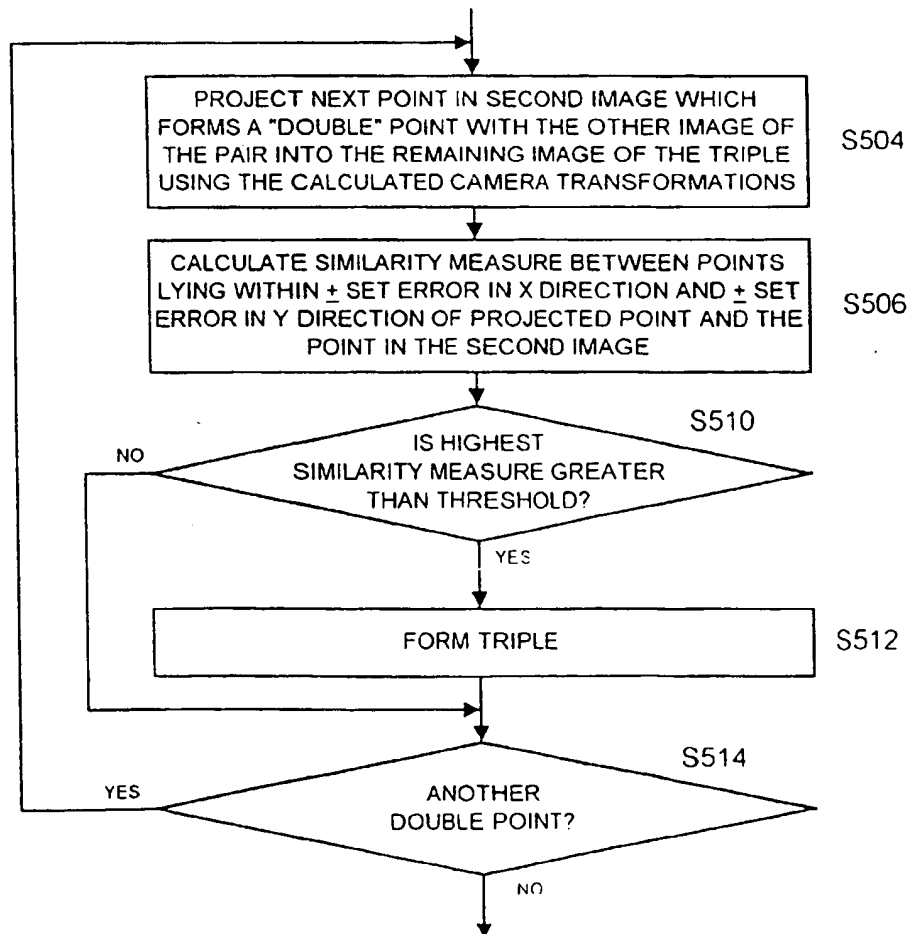 PROJECT NEXT POINT IN SECOND IMAGE WHICH
FORMS A "DOUBLE" POINT WITH THE OTHER IMAGE OF
THE PAIR INTO THE REMAINING IMAGE OF THE TRIPLE
USING THE CALCULATED CAMERA TRANSFORMATIONS
S504
CALCULATE SIMILARITY MEASURE BETWEEN POINTS
LYING WITHIN ± SET ERROR IN X DIRECTION AND ± SET
ERROR IN Y DIRECTION OF PROJECTED POINT AND THE
POINT IN THE SECOND IMAGE
S506
S510
NO
IS HIGHEST
SIMILARITY MEASURE GREATER
THAN THRESHOLD?
YES
FORM TRIPLE
S512
S514
YES
ANOTHER
DOUBLE POINT?
NO